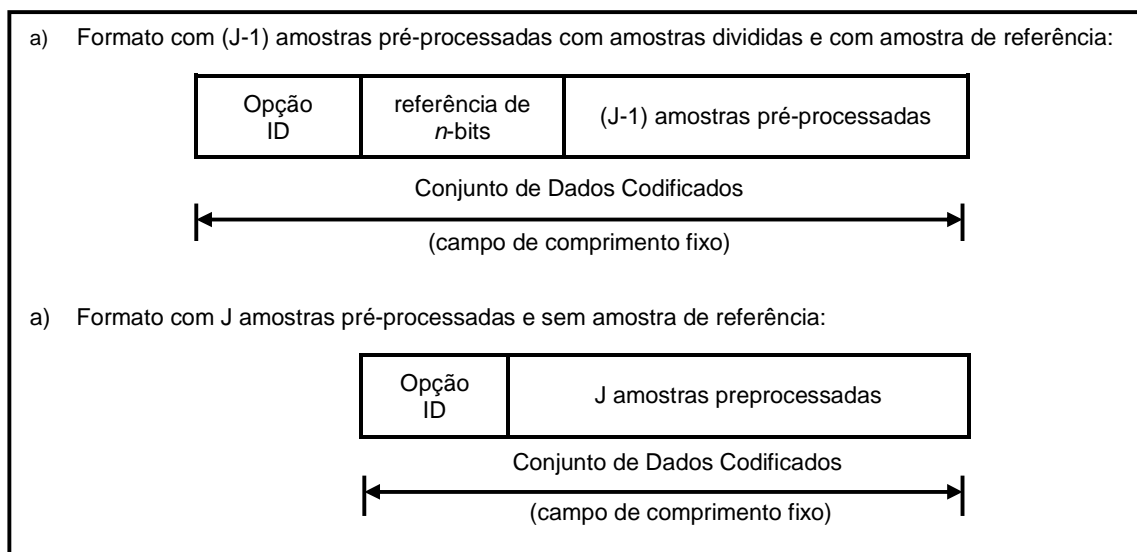 a) Formato com (J-1) amostras pré-processadas com amostras divididas e com amostra de referência:
Opção
ID
referência de
n-bits
(J-1) amostras pré-processadas
Conjunto de Dados Codificados
(campo de comprimento fixo)
a) Formato com J amostras pré-processadas e sem amostra de referência:
Opção
ID
J amostras preprocessadas
Conjunto de Dados Codificados
(campo de comprimento fixo)